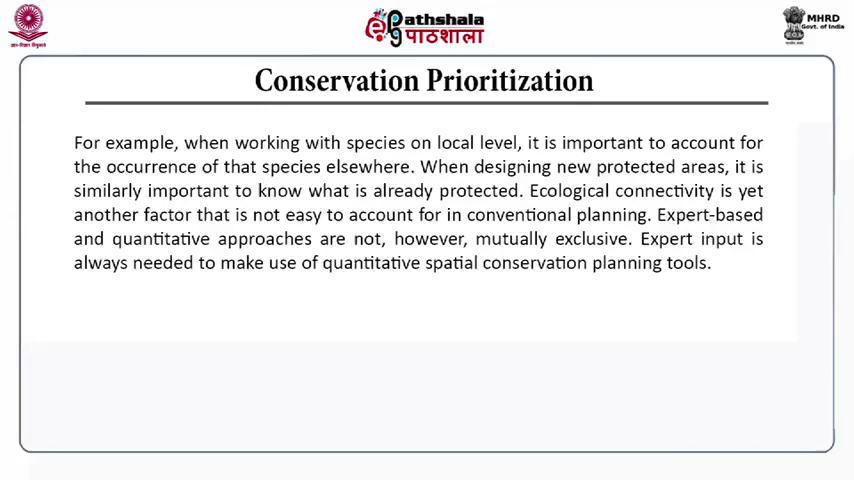 ePathshala
पाठशाला
MHRD
Govt. of India
Conservation Prioritization
For example, when working with species on local level, it is important to account for
the occurrence of that species elsewhere. When designing new protected areas, it is
similarly important to know what is already protected. Ecological connectivity is yet
another factor that is not easy to account for in conventional planning. Expert-based
and quantitative approaches are not, however, mutually exclusive. Expert input is
always needed to make use of quantitative spatial conservation planning tools.